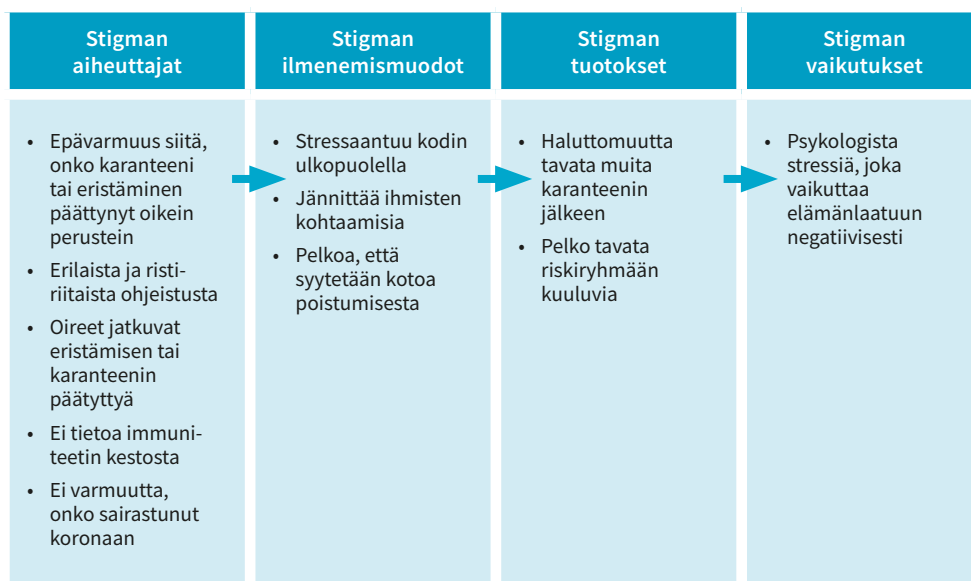 Stigman
aiheuttajat
Stigman
ilmenemismuodot
Stigman
tuotokset
Stigman
vaikutukset
• Epävarmuus siitä,
onko karanteeni
tai eristäminen
päättynyt oikein
perustein
• Erilaista ja risti-
riitaista ohjeistusta
• Oireet jatkuvat
eristämisen tai
karanteenin
päätyttyä
• Ei tietoa immuni-
teetin kestosta
• Ei varmuutta,
onko sairastunut
koronaan
• Stressaantuu kodin
ulkopuolella
• Jännittää ihmisten
kohtaamisia
• Pelkoa, että
syytetään kotoa
poistumisesta
• Haluttomuutta
tavata muita
karanteenin
jälkeen
• Pelko tavata
riskiryhmään
kuuluvia
• Psykologista
stressiä, joka
vaikuttaa
elämänlaatuun
negatiivisesti